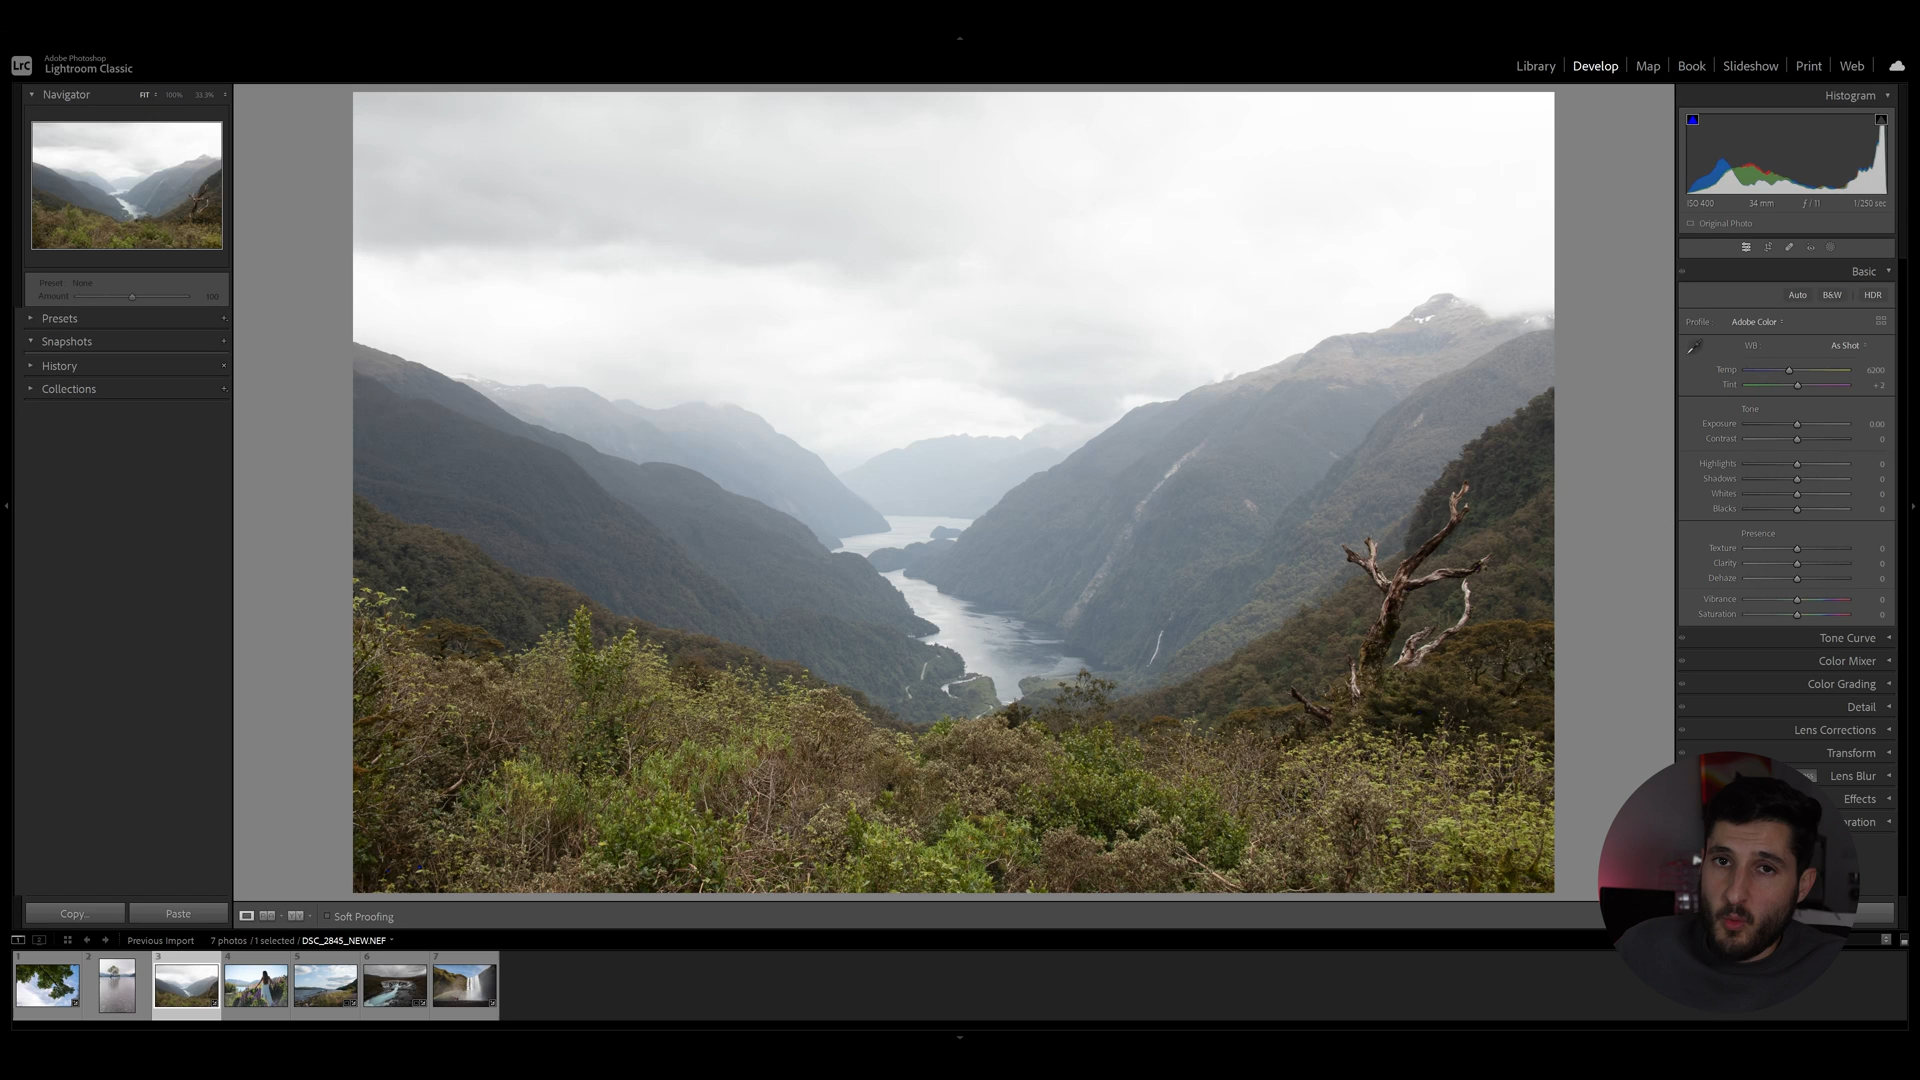 LrC
Adobe Photoshop
Lightroom Classic
Library
Develop
Map
Book
Slideshow
Print
Web
Navigator
FIT
100%
33.3%
Preset : None
Amount
100
Presets
Snapshots
History
Collections
Copy...
Paste
Histogram
ISO 400
34 mm
ƒ / 11
1/250 sec
Original Photo
Basic
Auto
B&W
HDR
Profile :
Adobe Color
WB :
As Shot
Temp
6200
Tint
+ 2
Tone
Exposure
0.00
Contrast
0
Highlights
0
Shadows
0
Whites
0
Blacks
0
Presence
Texture
0
Clarity
0
Dehaze
0
Vibrance
0
Saturation
0
Tone Curve
Color Mixer
Color Grading
Detail
Lens Corrections
Transform
Lens Blur
Effects
bration
Soft Proofing
1
2
Previous Import
7 photos / 1 selected / DSC_2845_NEW.NEF
1
2
3
4
5
6
7